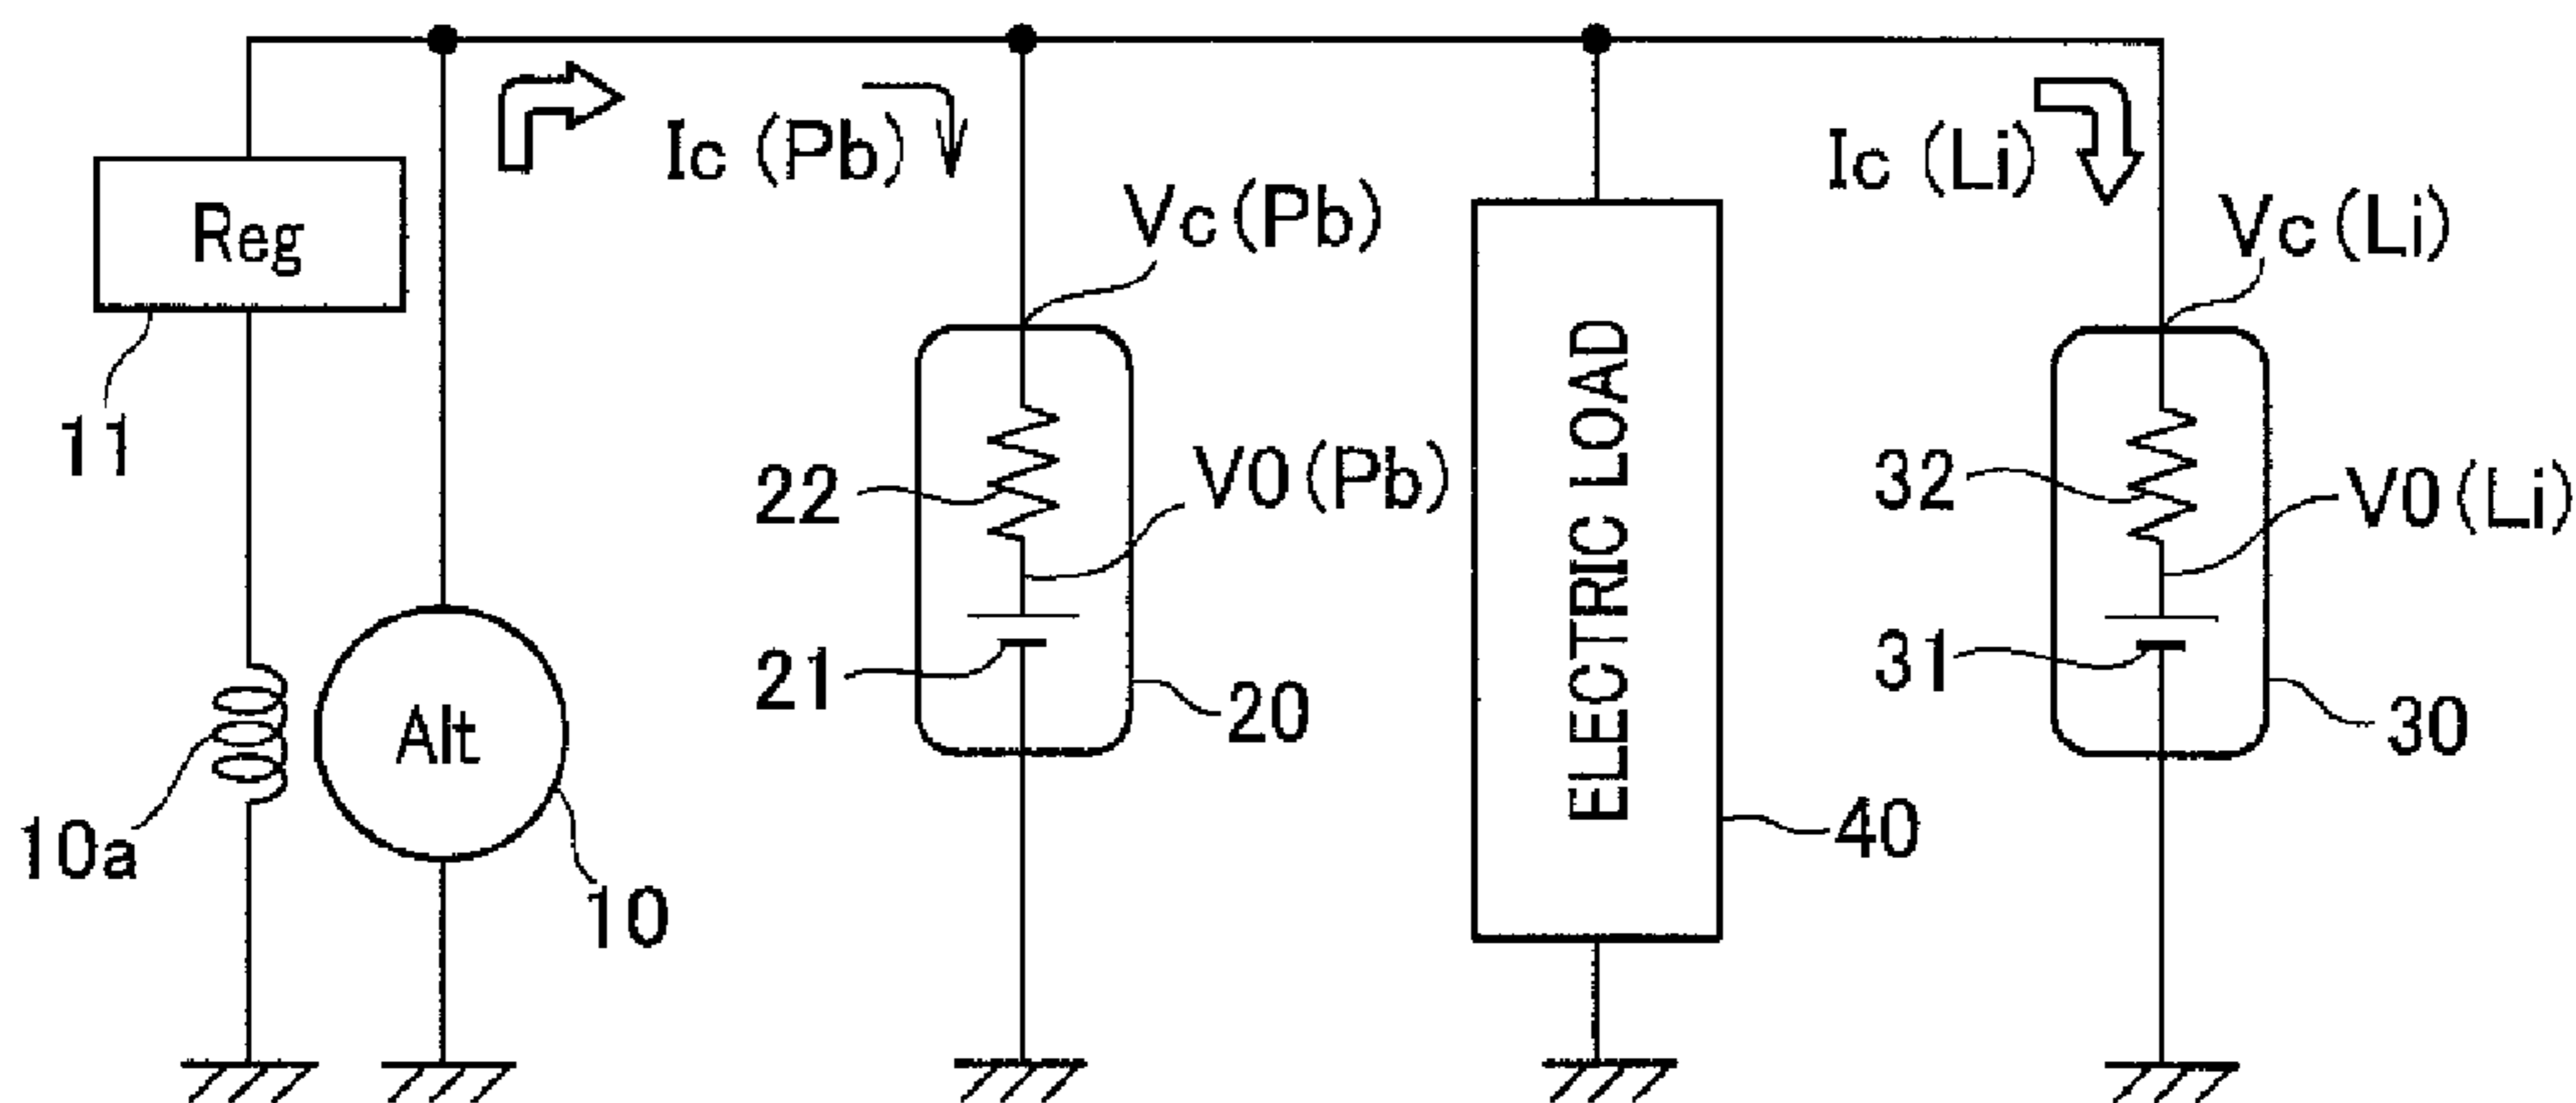 Ic (Pb)
Ic (Li)
Reg
Vc (Pb)
Vc (Li)
11
22
V0 (Pb)
ELECTRIC LOAD
32
V0 (Li)
21
20
31
30
Alt
10a
10
40